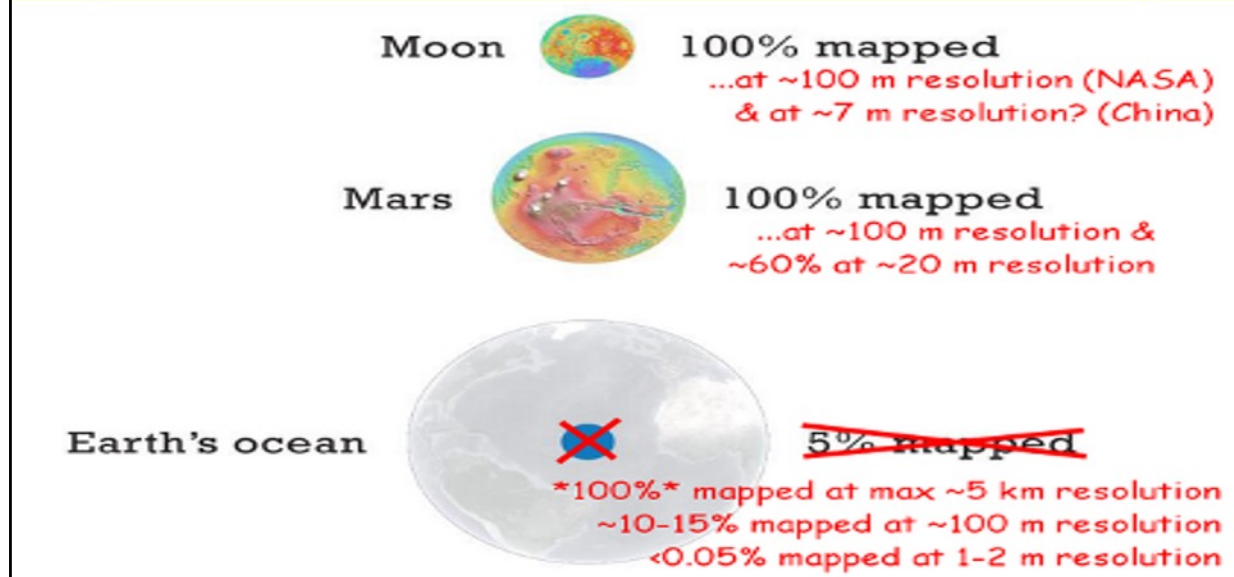 Moon 100% mapped
...at ~100 m resolution (NASA)
& at ~7 m resolution? (China)
Mars 100% mapped
...at ~100 m resolution &
~60% at ~20 m resolution
Earth's ocean 5% mapped
*100%* mapped at max ~5 km resolution
~10-15% mapped at ~100 m resolution
<0.05% mapped at 1-2 m resolution